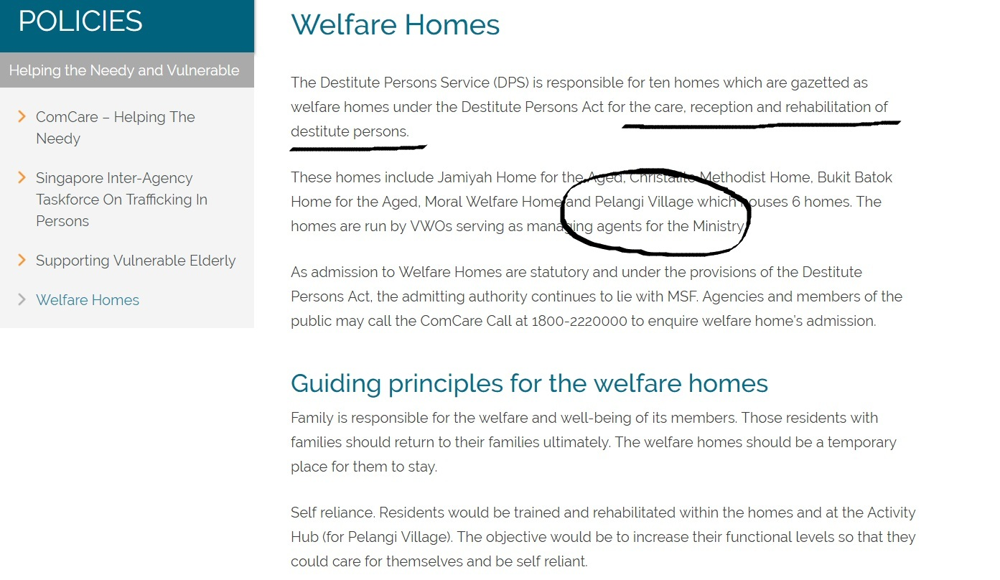 POLICIES
Helping the Needy and Vulnerable
ComCare – Helping The
Needy
Singapore Inter-Agency
Taskforce On Trafficking In
Persons
Supporting Vulnerable Elderly
Welfare Homes
Welfare Homes
The Destitute Persons Service (DPS) is responsible for ten homes which are gazetted as
welfare homes under the Destitute Persons Act for the care, reception and rehabilitation of
destitute persons.
These homes include Jamiyah Home for the Aged, Christalite Methodist Home, Bukit Batok
Home for the Aged, Moral Welfare Home and Pelangi Village which houses 6 homes. The
homes are run by VWOs serving as managing agents for the Ministry.
As admission to Welfare Homes are statutory and under the provisions of the Destitute
Persons Act, the admitting authority continues to lie with MSF. Agencies and members of the
public may call the ComCare Call at 1800-2220000 to enquire welfare home's admission.
Guiding principles for the welfare homes
Family is responsible for the welfare and well-being of its members. Those residents with
families should return to their families ultimately. The welfare homes should be a temporary
place for them to stay.
Self reliance. Residents would be trained and rehabilitated within the homes and at the Activity
Hub (for Pelangi Village). The objective would be to increase their functional levels so that they
could care for themselves and be self reliant.